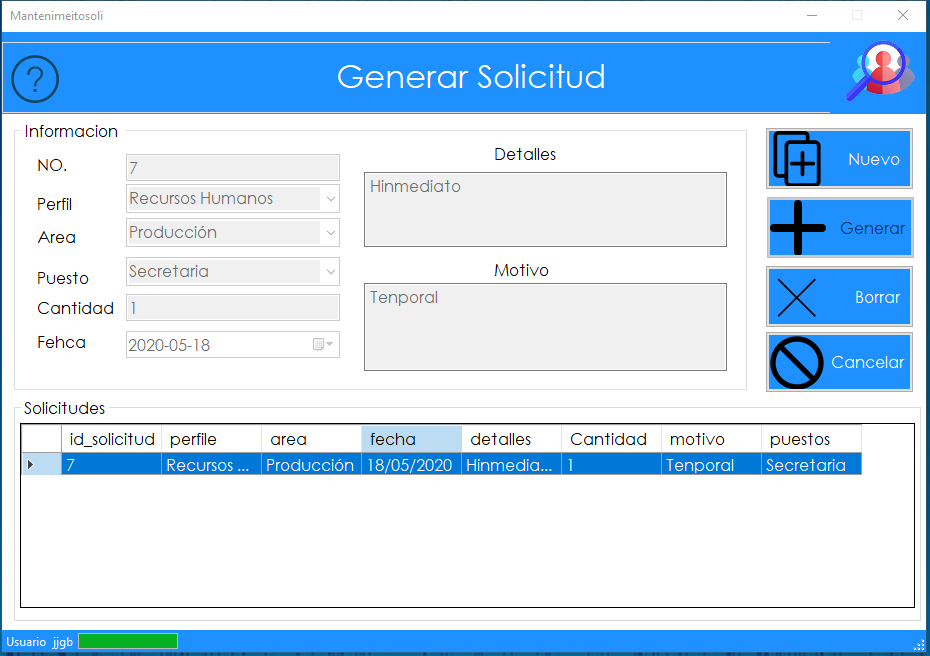 Mantenimeitosoli
?
Generar Solicitud
Informacion
NO.
7
Perfil
Recursos Humanos
Area
Producción
Puesto
Secretaria
Cantidad
1
Fehca
2020-05-18
Detalles
Hinmediato
Motivo
Tenporal
Nuevo
Generar
Borrar
Cancelar
Solicitudes
id_solicitud perfile area fecha detalles Cantidad motivo puestos
7 Recursos ... Producción 18/05/2020 Hinmedia... 1 Tenporal Secretaria
Usuario jjgb